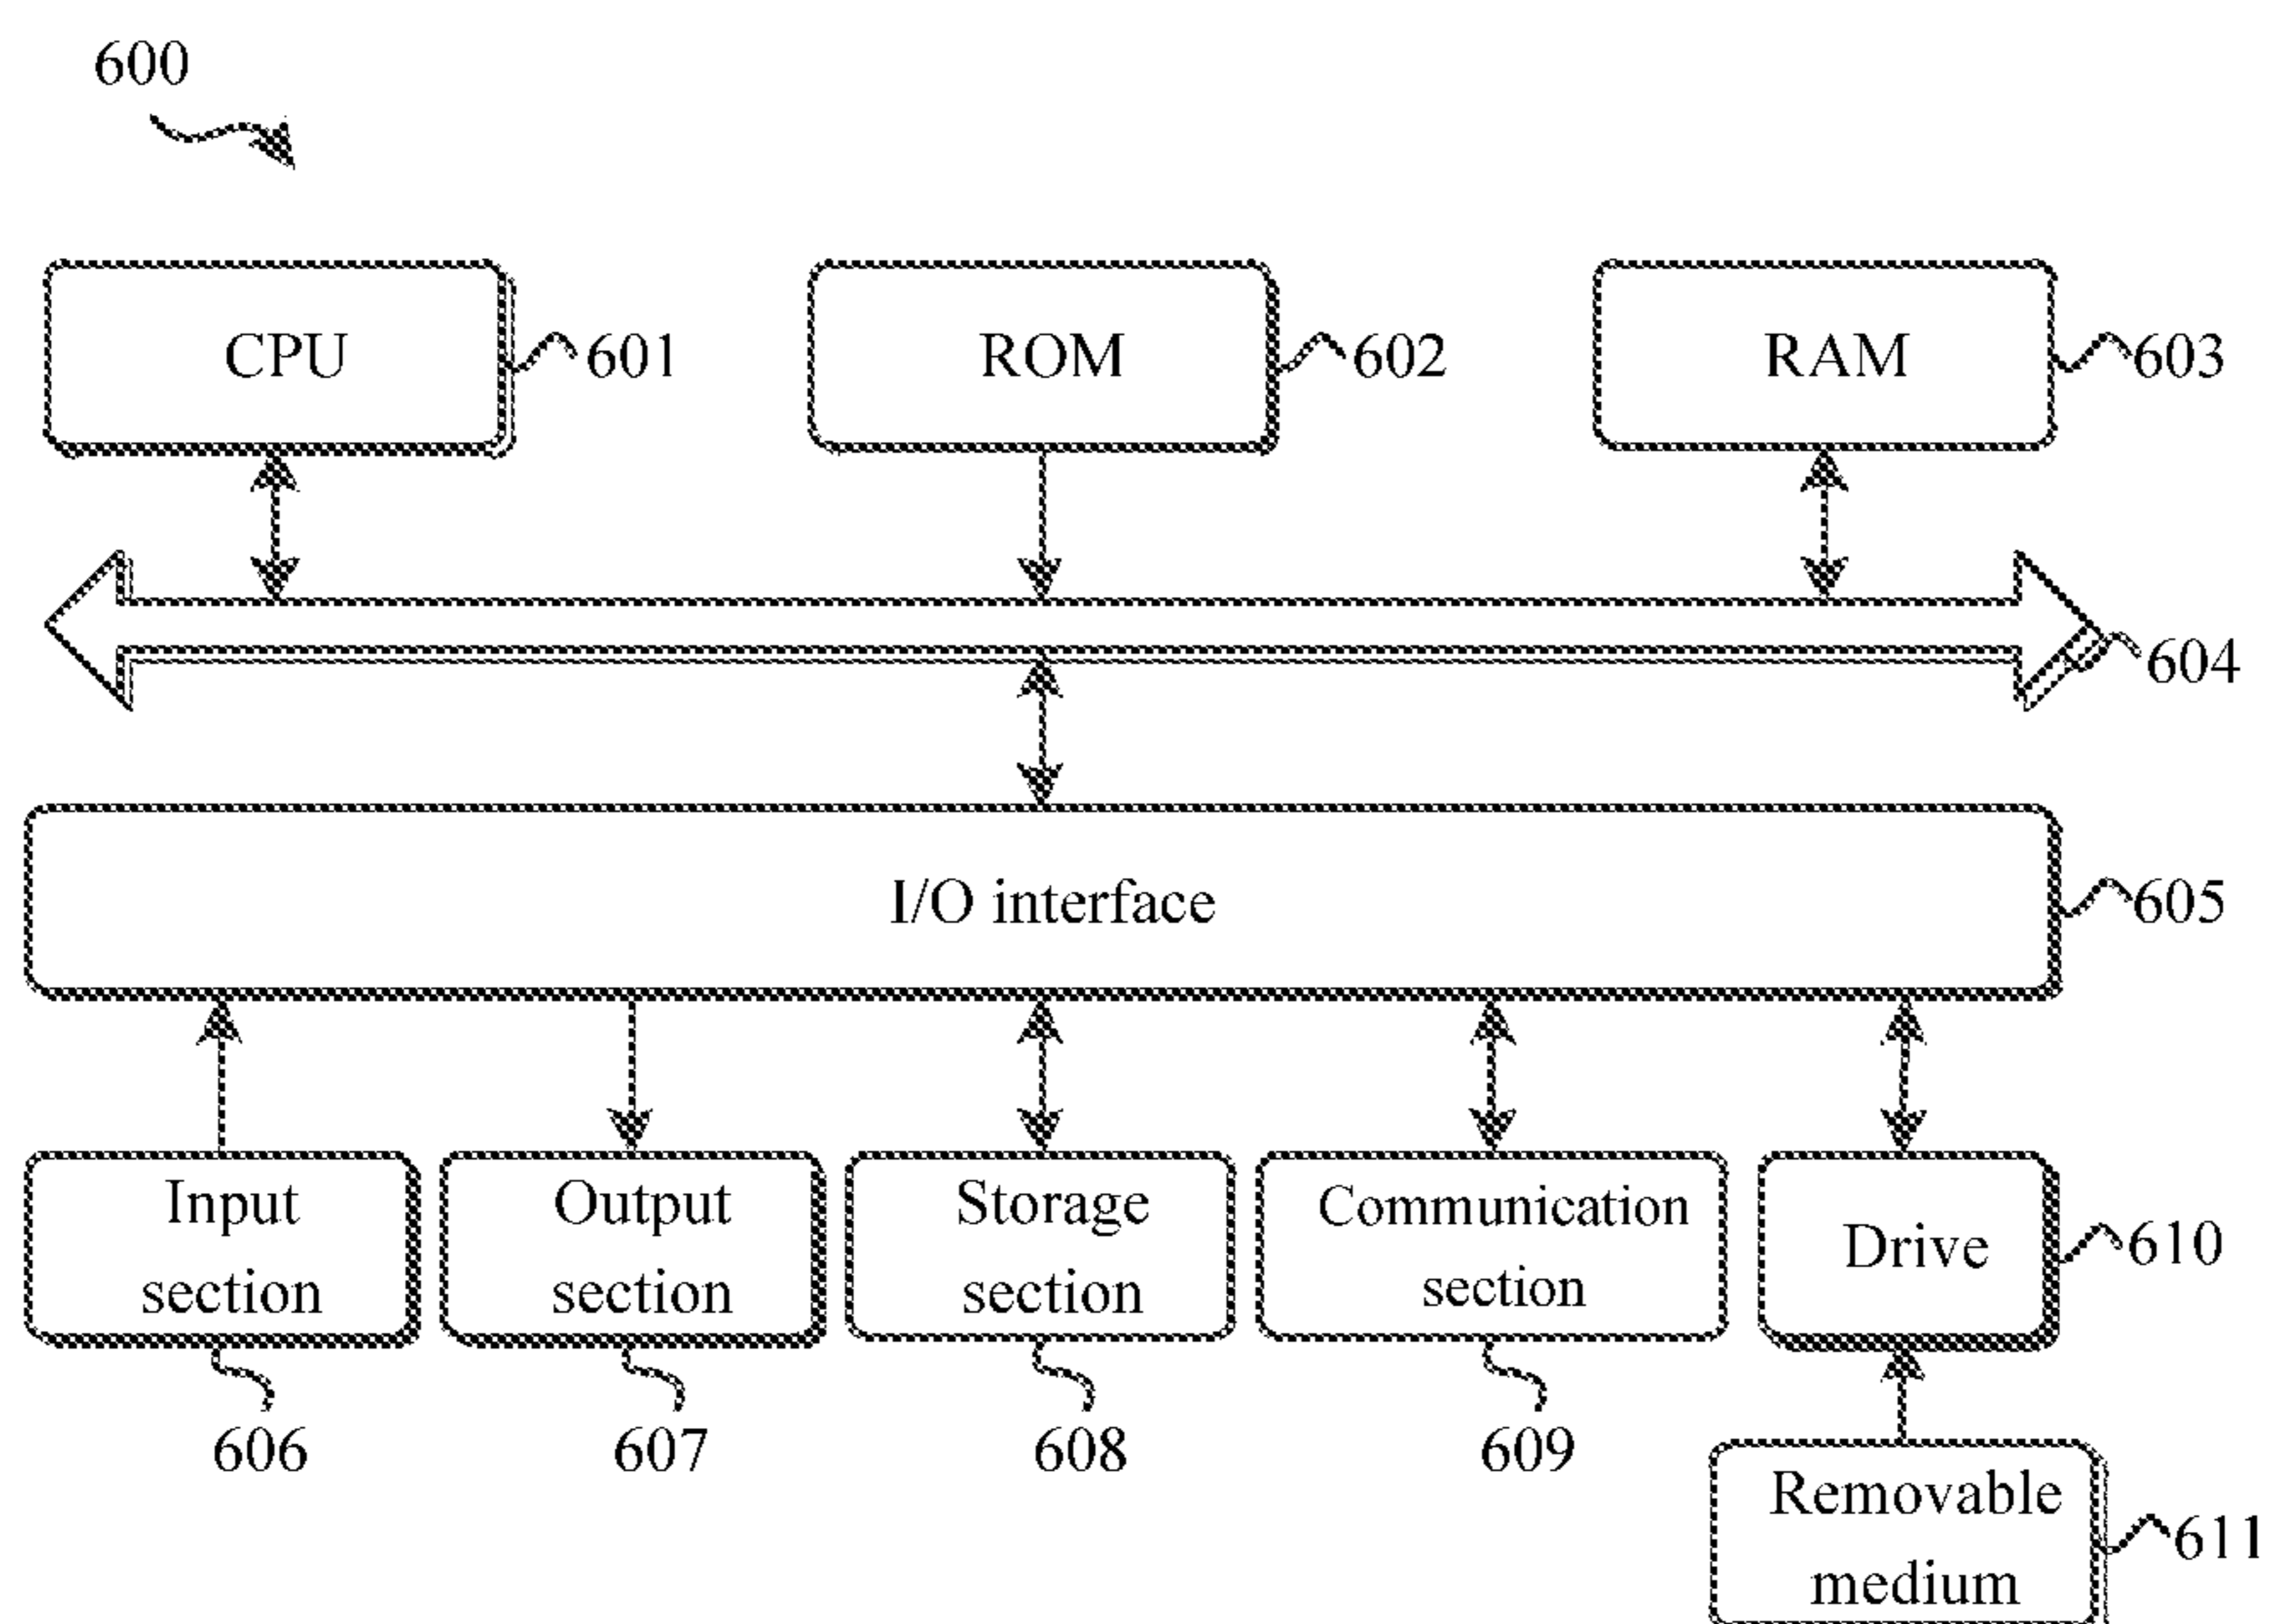 600
CPU
601
ROM
602
RAM
603
604
I/O interface
605
Input
section
Output
section
Storage
section
Communication
section
Drive
610
606
607
608
609
Removable
medium
611